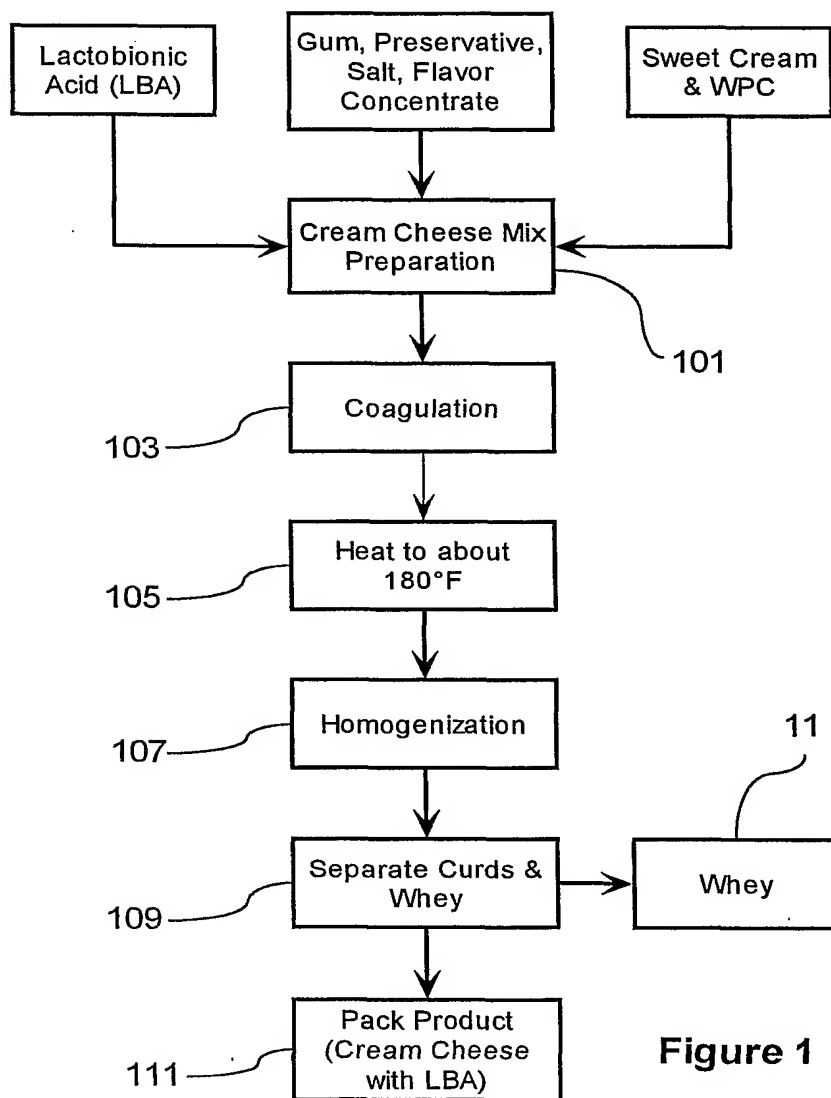 Lactobionic
Acid (LBA)
Gum, Preservative,
Salt, Flavor
Concentrate
Sweet Cream
& WPC
Cream Cheese Mix
Preparation
101
Coagulation
103
Heat to about
180°F
105
Homogenization
107
11
Separate Curds &
Whey
109
Whey
Pack Product
(Cream Cheese
with LBA)
111
Figure 1